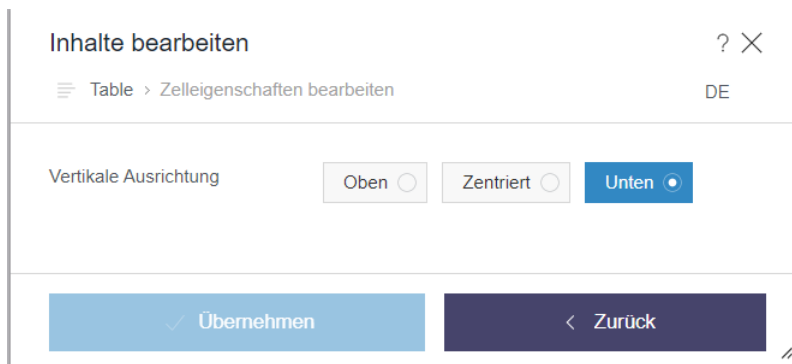 Inhalte bearbeiten ?
Table > Zelleigenschaften bearbeiten DE
Vertikale Ausrichtung Oben Zentriert Unten
Übernehmen < Zurück